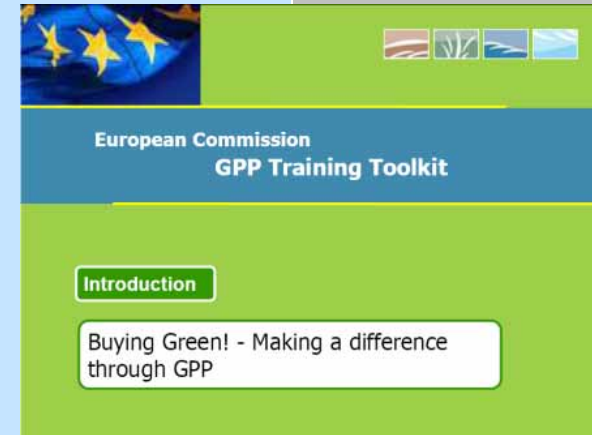 European Commission
GPP Training Toolkit
Introduction
Buying Green! - Making a difference
through GPP